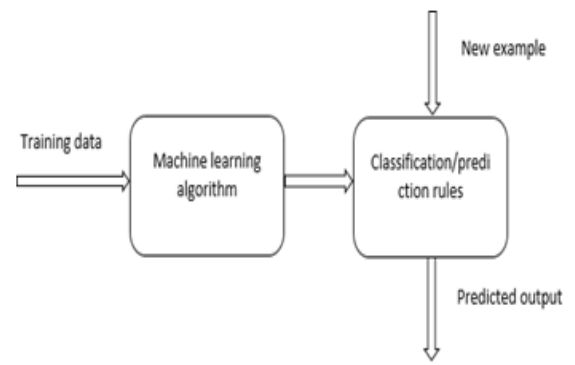 New example
Training data
Machine learning
algorithm
Classification/predi
ction rules
Predicted output